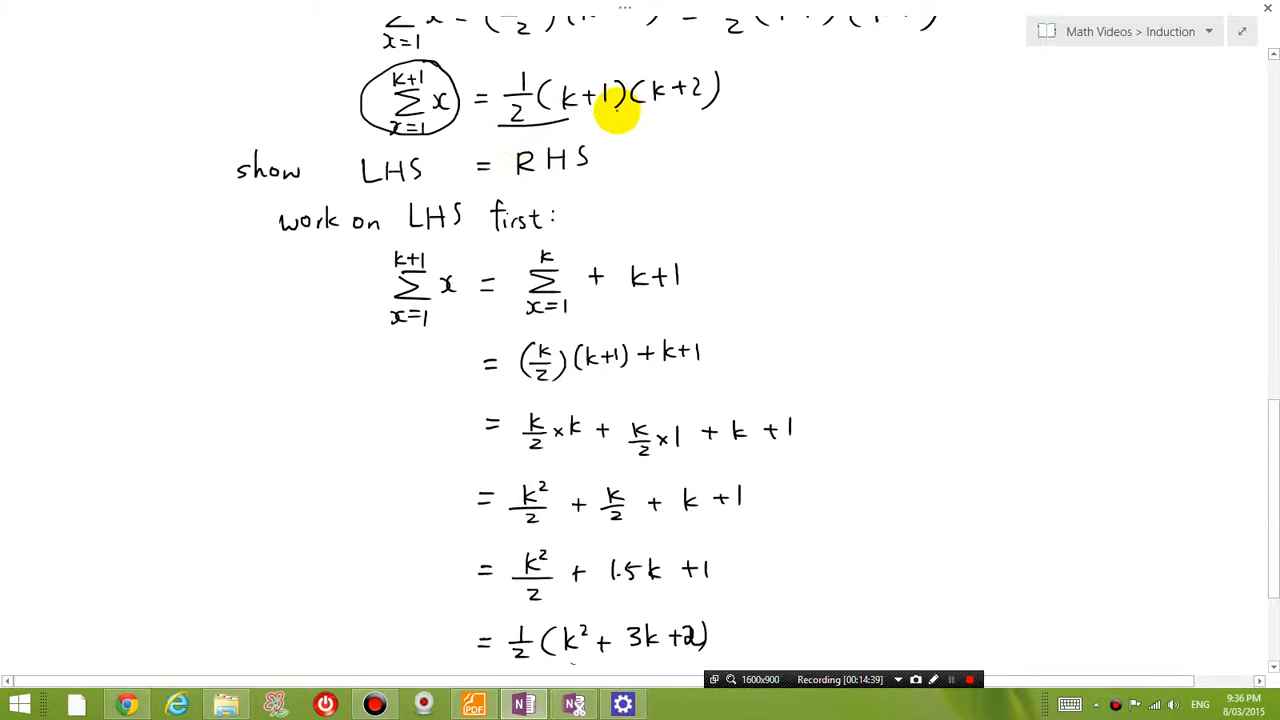 Math Videos > Induction
x=1
k+1 ∑ x=1 x = 1/2 (k+1)(k+2)
show LHS = RHS
work on LHS first:
k+1 ∑ x=1 x = k ∑ x=1 + k+1
= (k/2)(k+1) + k+1
= k/2 × k + k/2 × 1 + k + 1
= k²/2 + k/2 + k + 1
= k²/2 + 1.5k + 1
= 1/2 (k² + 3k + 2)
1600x900 Recording [00:14:39]
PDF
N
ENG
9:36 PM
8/03/2015